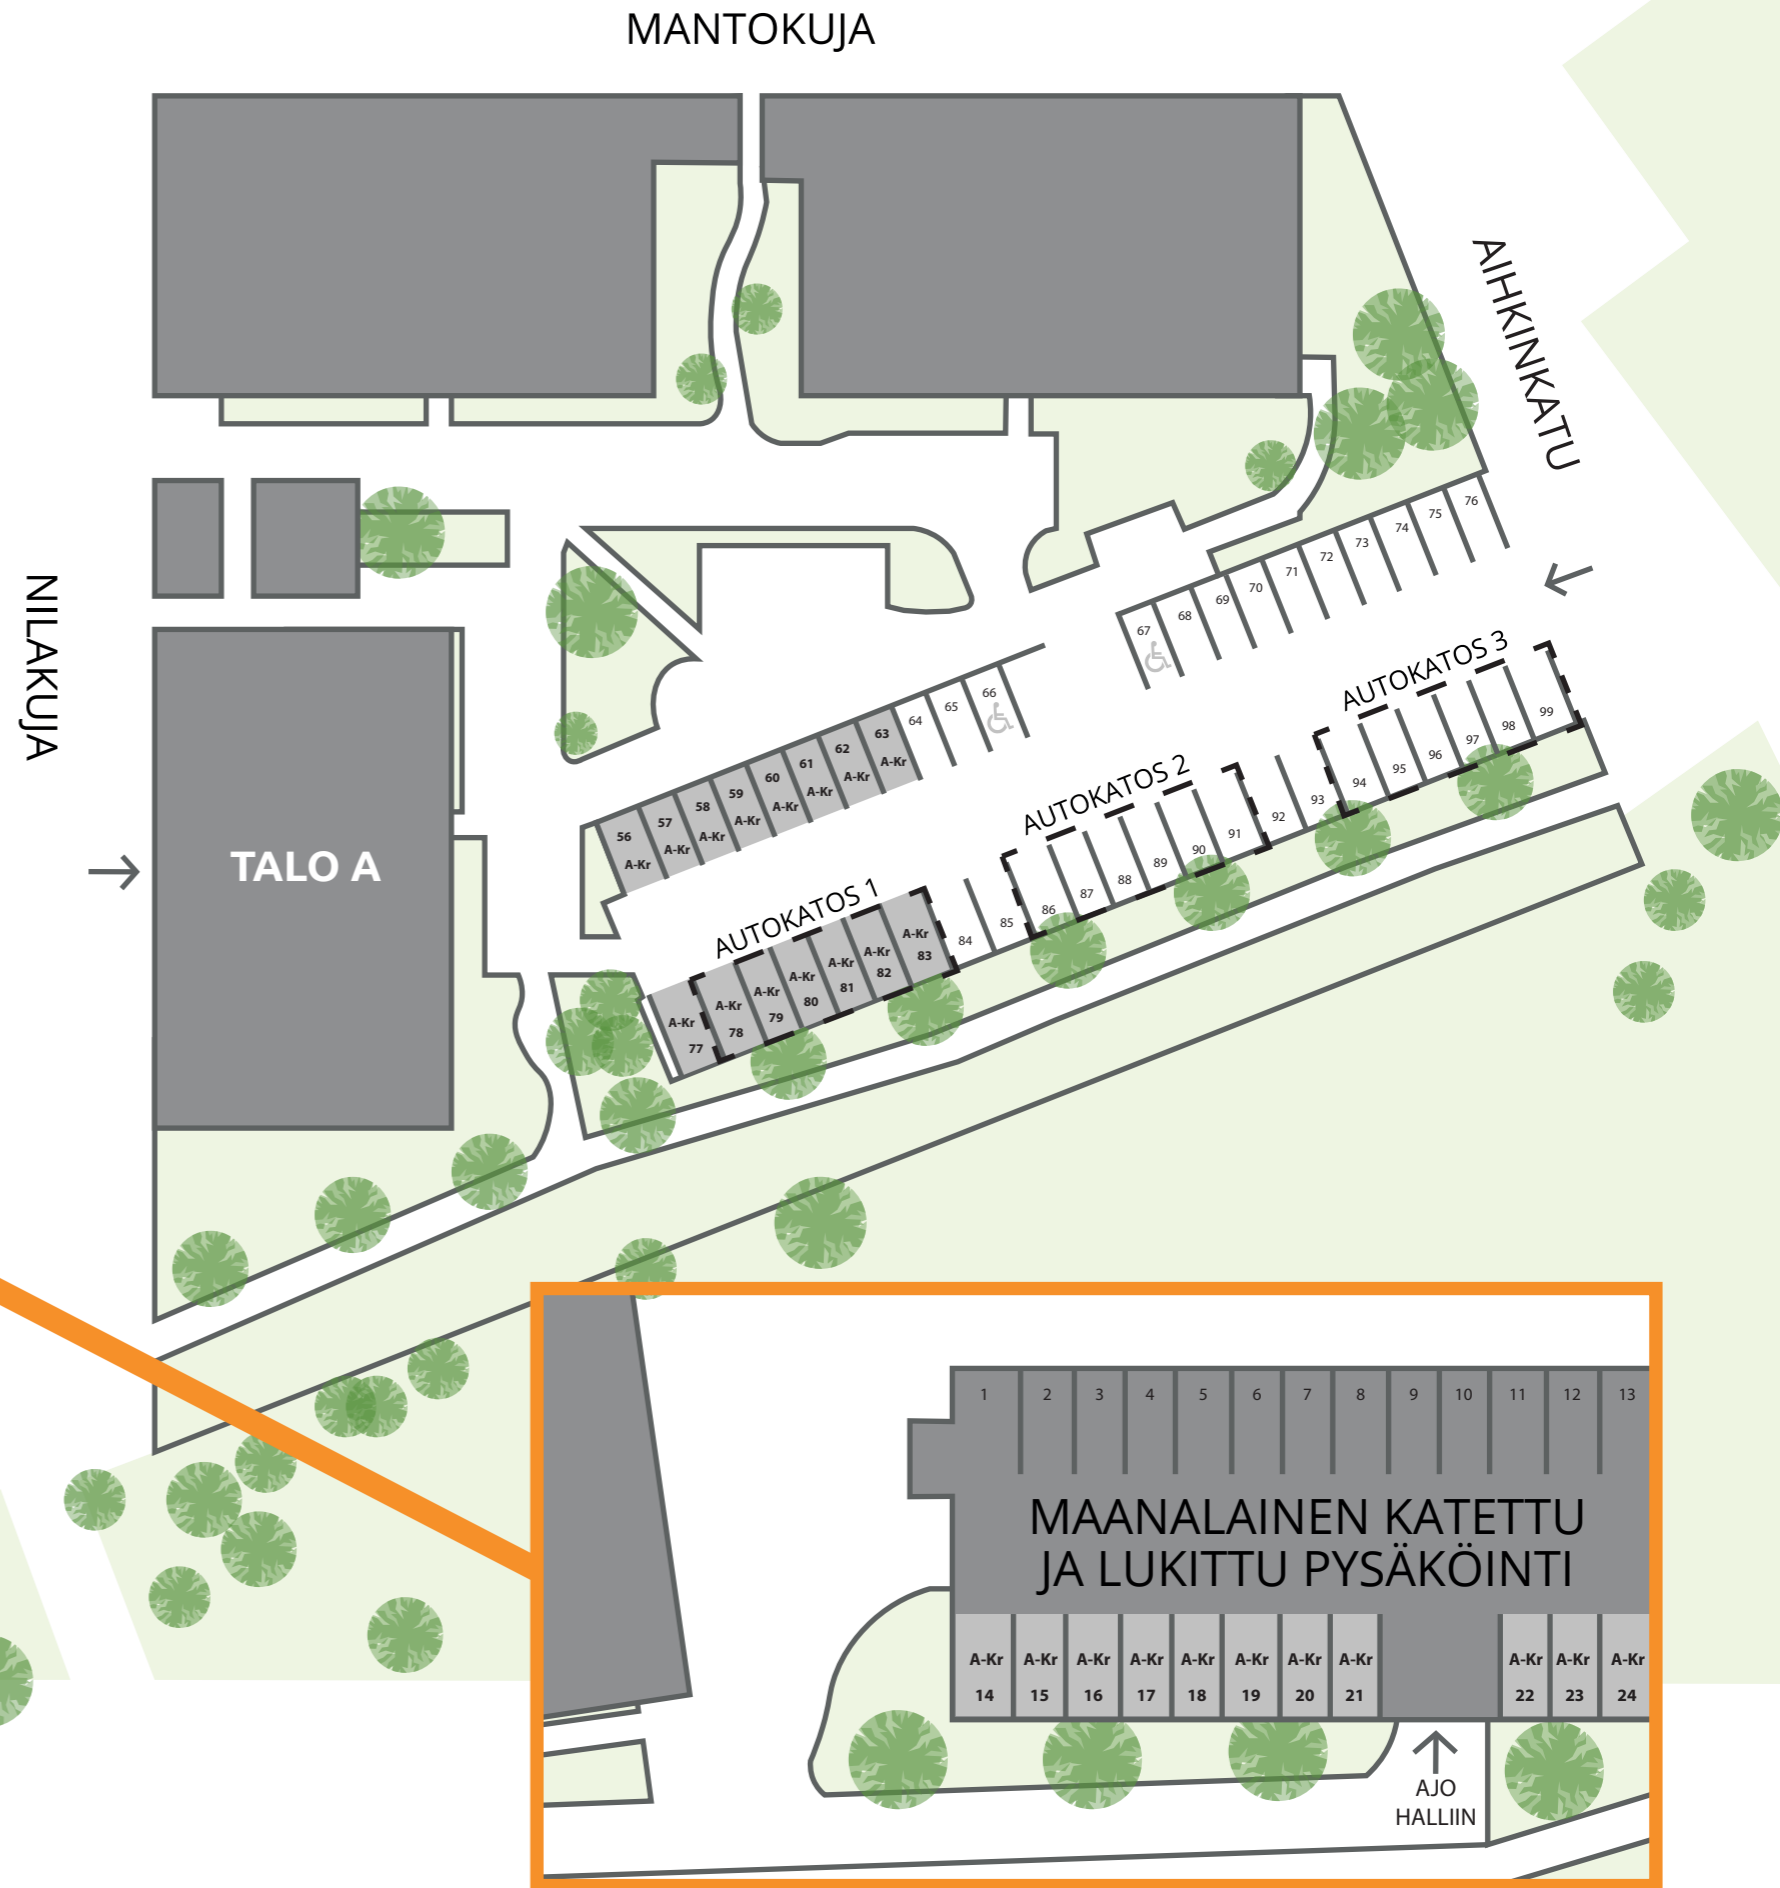 MANTOKUJA
AIHKINKATU
NIILAKUJA
TALO A
76
75
74
73
72
71
70
69
68
67
66
65
64
63
A-Kr
62
A-Kr
61
A-Kr
60
A-Kr
59
A-Kr
58
A-Kr
57
A-Kr
56
A-Kr
AUTOKATOS 3
99
98
97
96
95
94
93
92
AUTOKATOS 2
91
90
89
88
87
86
85
84
AUTOKATOS 1
A-Kr
83
A-Kr
82
A-Kr
81
A-Kr
80
A-Kr
79
A-Kr
78
A-Kr
77
1 2 3 4 5 6 7 8 9 10 11 12 13
MAANALAINEN KATETTU
JA LUKITTU PYSÄKÖINTI
A-Kr A-Kr A-Kr A-Kr A-Kr A-Kr A-Kr A-Kr A-Kr A-Kr A-Kr
14 15 16 17 18 19 20 21 22 23 24
AJO
HALLIIN